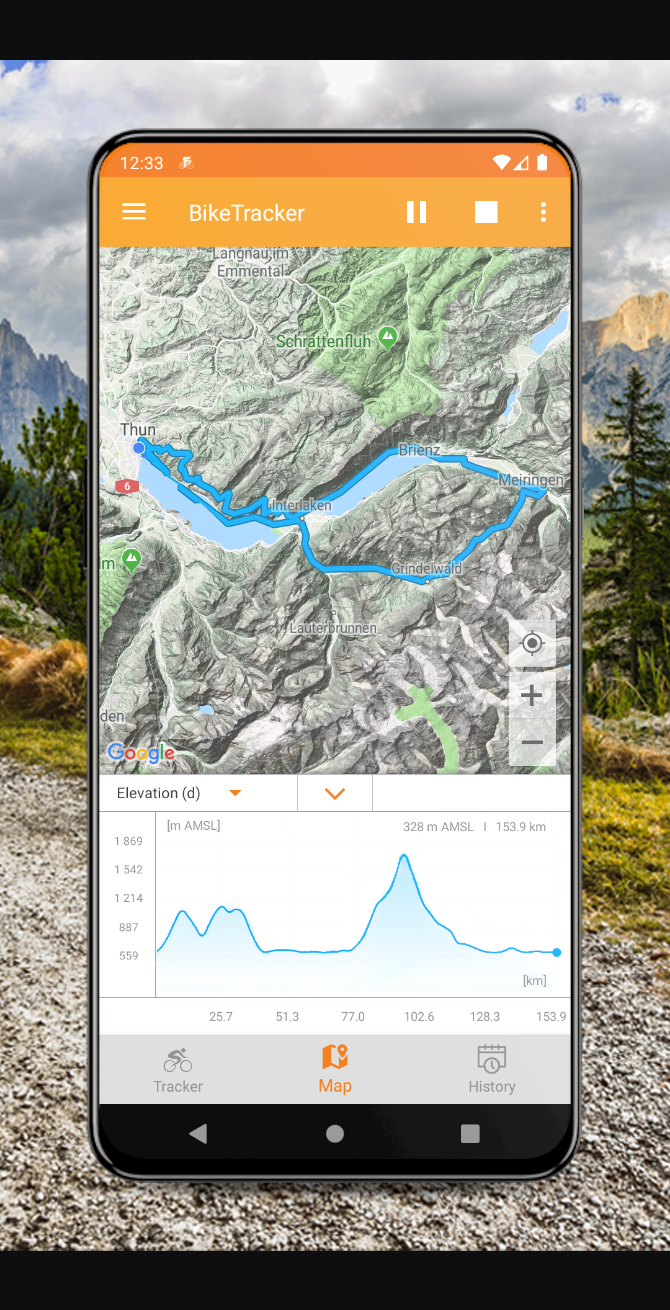 12:33
BikeTracker
Langnau im
Emmental
Schrattenfluh
Thun
Brienz
6
Meiringen
Interlaken
m
Grindelwald
Lauterbrunnen
den
Google
Elevation (d)
[m AMSL]
328 m AMSL I 153.9 km
1 869
1 542
1 214
887
559
[km]
25.7 51.3 77.0 102.6 128.3 153.9
Tracker Map History